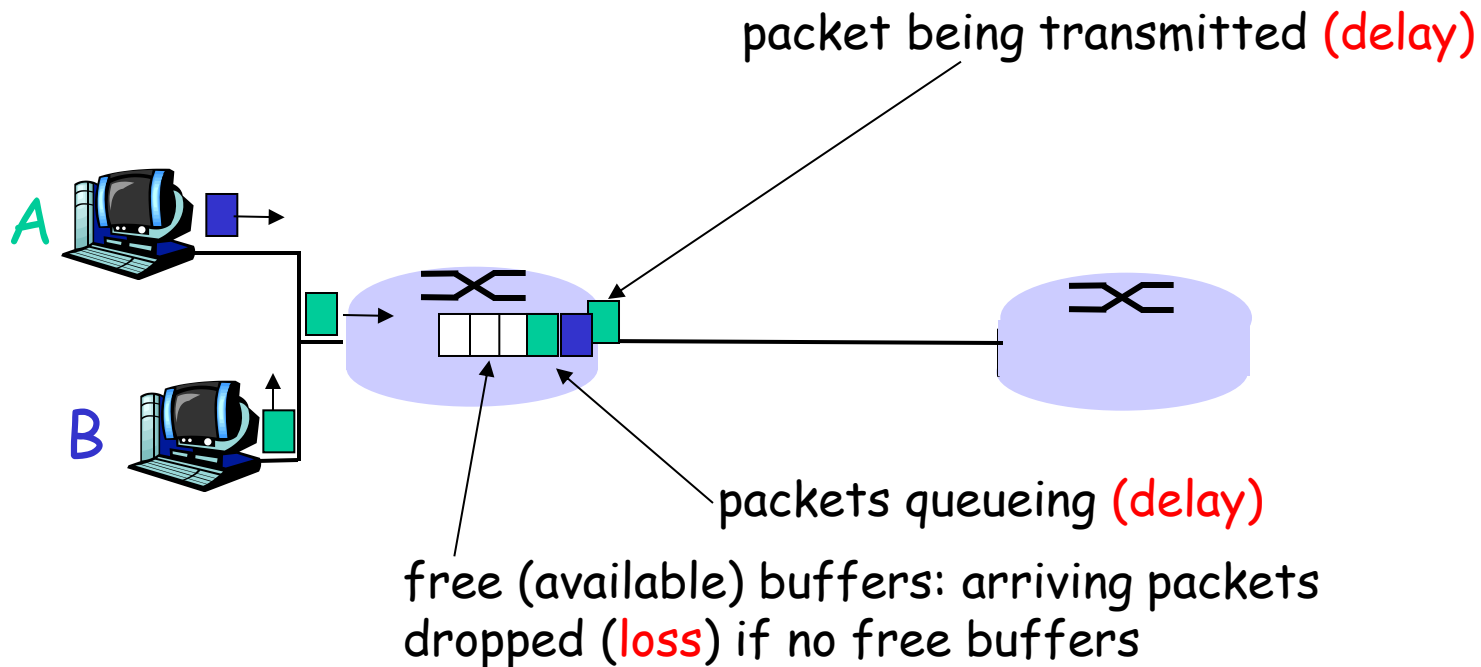 packet being transmitted (delay)
A
B
packets queueing (delay)
free (available) buffers: arriving packets
dropped (loss) if no free buffers